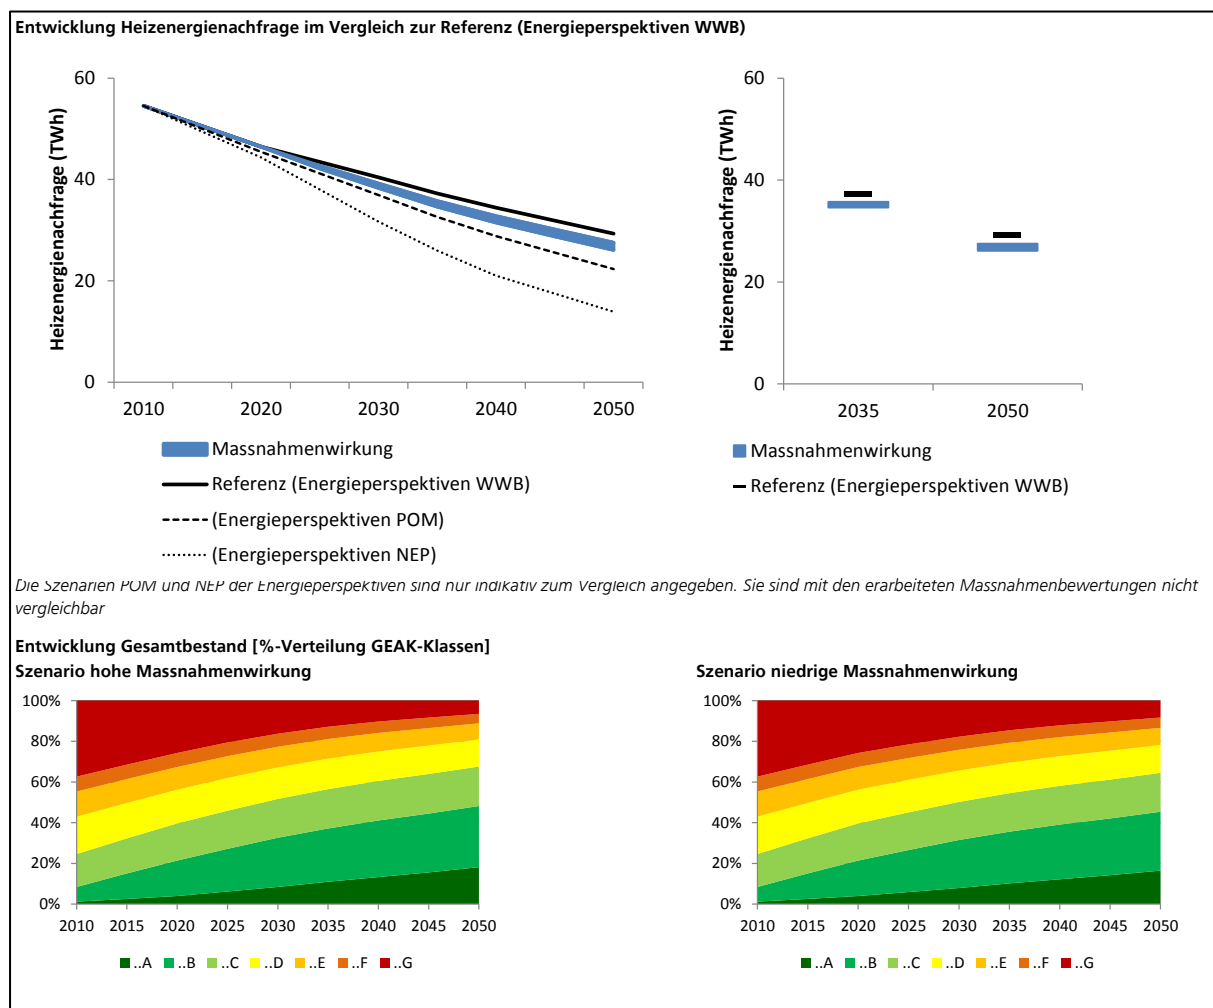 Entwicklung Heizenergienachfrage im Vergleich zur Referenz (Energieperspektiven WWB)
Heizenergienachfrage (TWh)
60
40
20
0
2010 2020 2030 2040 2050
Massnahmenwirkung
Referenz (Energieperspektiven WWB)
(Energieperspektiven POM)
(Energieperspektiven NEP)
Heizenergienachfrage (TWh)
60
40
20
0
2035 2050
Massnahmenwirkung
Referenz (Energieperspektiven WWB)
Die Szenarien POM und NEP der Energieperspektiven sind nur indikativ zum Vergleich angegeben. Sie sind mit den erarbeiteten Massnahmenbewertungen nicht
vergleichbar
Entwicklung Gesamtbestand [%-Verteilung GEAK-Klassen]
Szenario hohe Massnahmenwirkung
100%
80%
60%
40%
20%
0%
2010 2015 2020 2025 2030 2035 2040 2045 2050
..A ..B ..C ..D ..E ..F ..G
Szenario niedrige Massnahmenwirkung
100%
80%
60%
40%
20%
0%
2010 2015 2020 2025 2030 2035 2040 2045 2050
..A ..B ..C ..D ..E ..F ..G